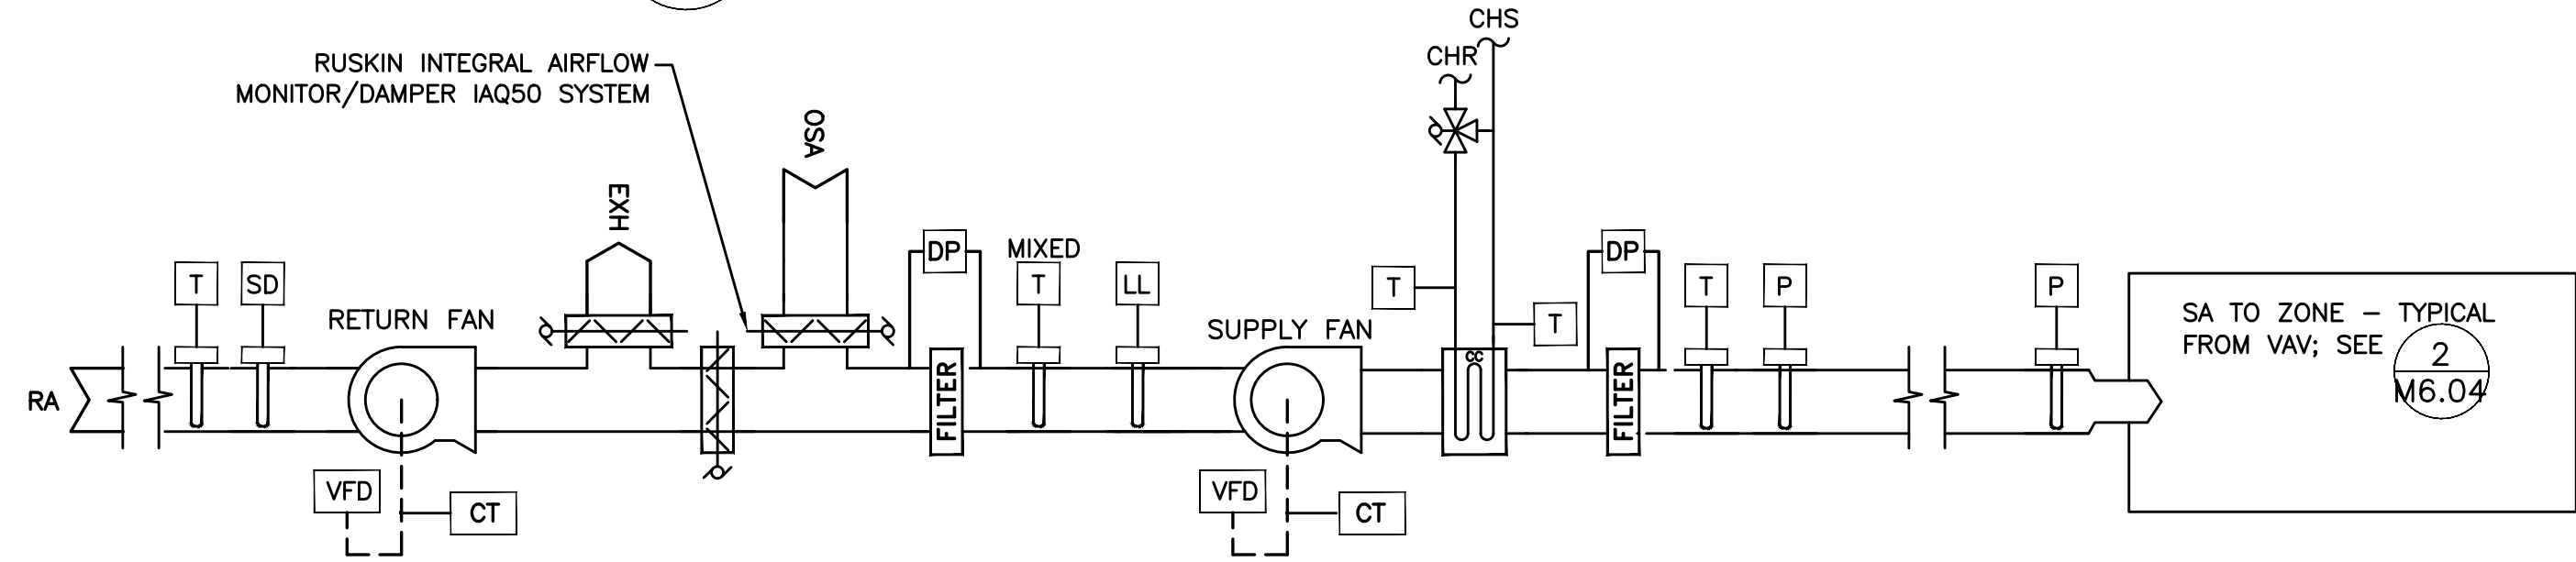 CHS
CHR
RUSKIN INTEGRAL AIRFLOW
MONITOR/DAMPER IAQ50 SYSTEM
OSA
EXH
DP
MIXED
DP
T
SD
T
LL
T
T
P
P
T
RETURN FAN
SUPPLY FAN
SA TO ZONE - TYPICAL
FROM VAV; SEE
2
M6.04
CC
RA
FILTER
FILTER
VFD
CT
VFD
CT